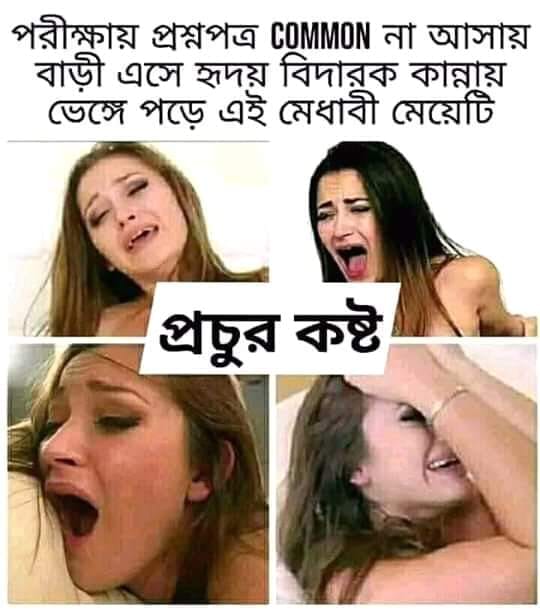 পরীক্ষায় প্রশ্নপত্র COMMON না আসায়
বাড়ী এসে হৃদয় বিদারক কান্নায়
ভেঙ্গে পড়ে এই মেধাবী মেয়েটি
প্রচুর কষ্ট